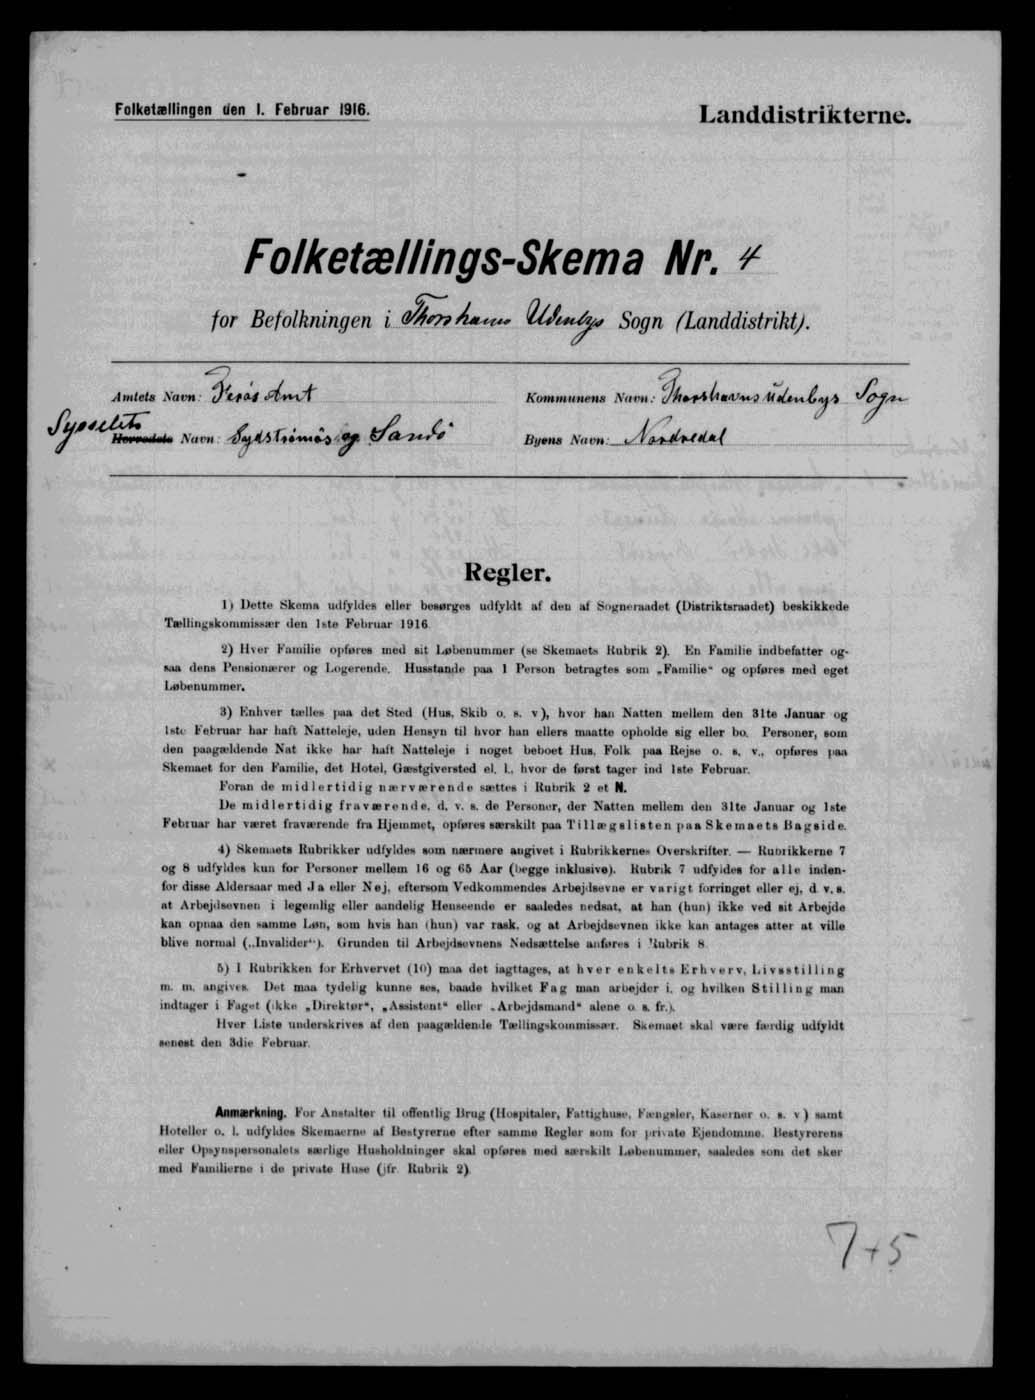 Folketællingen den 1. Februar 1916.
Landdistrikterne.
Folketællings-Skema Nr. 4
for Befolkningen i Thorshavns Udenbys Sogn (Landdistrikt).
Amtets Navn: Færøs Amt
Kommunens Navn: Thorshavns Udenbys Sogn
Sysselets
Herredets Navn: Sydstrømøs og Sandø
Byens Navn: Nordredal
Regler.
1) Dette Skema udfyldes eller besørges udfyldt af den af Sogneraadet (Distriktsraadet) beskikkede
Tællingskommissær den 1ste Februar 1916
2) Hver Familie opføres med sit Løbenummer (se Skemaets Rubrik 2). En Familie indbefatter og-
saa dens Pensionærer og Logerende. Husstande paa 1 Person betragtes som „Familie“ og opføres med eget
Løbenummer.
3) Enhver tælles paa det Sted (Hus, Skib o. s. v), hvor han Natten mellem den 31te Januar og
1ste Februar har haft Natteleje, uden Hensyn til hvor han ellers maatte opholde sig eller bo. Personer, som
den paagældende Nat ikke har haft Natteleje i noget beboet Hus, Folk paa Rejse o. s. v., opføres paa
Skemaet for den Familie, det Hotel, Gæstgiversted el. l., hvor de først tager ind 1ste Februar.
Foran de midlertidig nærværende sættes i Rubrik 2 et N.
De midlertidig fraværende, d. v. s. de Personer, der Natten mellem den 31te Januar og 1ste
Februar har været fraværende fra Hjemmet, opføres særskilt paa Tillægslisten paa Skemaets Bagside.
4) Skemaets Rubrikker udfyldes som nærmere angivet i Rubrikkernes Overskrifter. — Rubrikkerne 7
og 8 udfyldes kun for Personer mellem 16 og 65 Aar (begge inklusive). Rubrik 7 udfyldes for alle inden-
for disse Aldersaar med Ja eller Nej, eftersom Vedkommendes Arbejdsevne er varigt forringet eller ej, d. v. s.
at Arbejdsevnen i legemlig eller aandelig Henseende er saaledes nedsat, at han (hun) ikke ved sit Arbejde
kan opnaa den samme Løn, som hvis han (hun) var rask, og at Arbejdsevnen ikke kan antages atter at ville
blive normal („Invalider“). Grunden til Arbejdsevnens Nedsættelse anføres i Rubrik 8.
5) I Rubrikken for Erhvervet (10) maa det iagttages, at hver enkelts Erhverv, Livsstilling
m. m. angives. Det maa tydelig kunne ses, baade hvilket Fag man arbejder i, og hvilken Stilling man
indtager i Faget (ikke „Direktør“, „Assistent“ eller „Arbejdsmand“ alene o. s. fr.).
Hver Liste underskrives af den paagældende Tællingskommissær. Skemaet skal være færdig udfyldt
senest den 3die Februar.
Anmærkning. For Anstalter til offentlig Brug (Hospitaler, Fattighuse, Fængsler, Kaserner o. s. v) samt
Hoteller o. l. udfyldes Skemaerne af Bestyrerne efter samme Regler som for private Ejendomme. Bestyrerens
eller Opsynspersonalets særlige Husholdninger skal opføres med særskilt Løbenummer, saaledes som det sker
med Familierne i de private Huse (jfr. Rubrik 2)
7+5